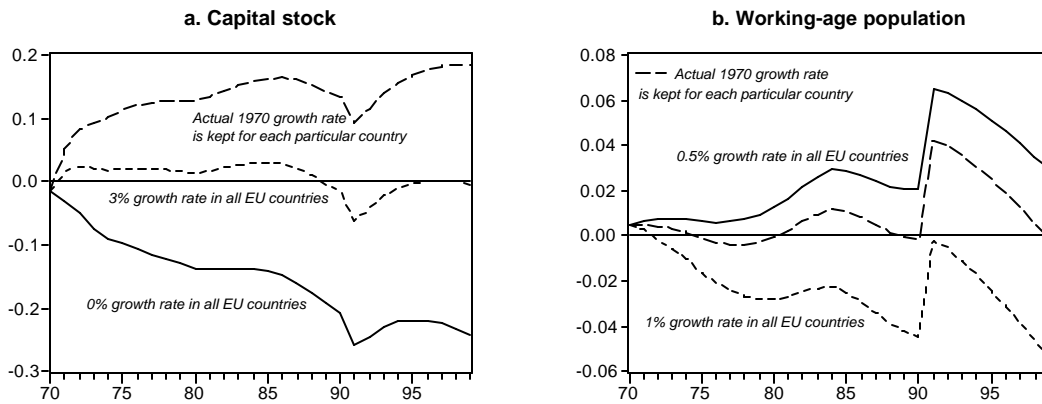 a. Capital stock
0.2
0.1
0.0
-0.1
-0.2
-0.3
Actual 1970 growth rate
is kept for each particular country
3% growth rate in all EU countries
0% growth rate in all EU countries
70 75 80 85 90 95
b. Working-age population
0.08
0.06
0.04
0.02
0.00
-0.02
-0.04
-0.06
Actual 1970 growth rate
is kept for each particular country
0.5% growth rate in all EU countries
1% growth rate in all EU countries
70 75 80 85 90 95